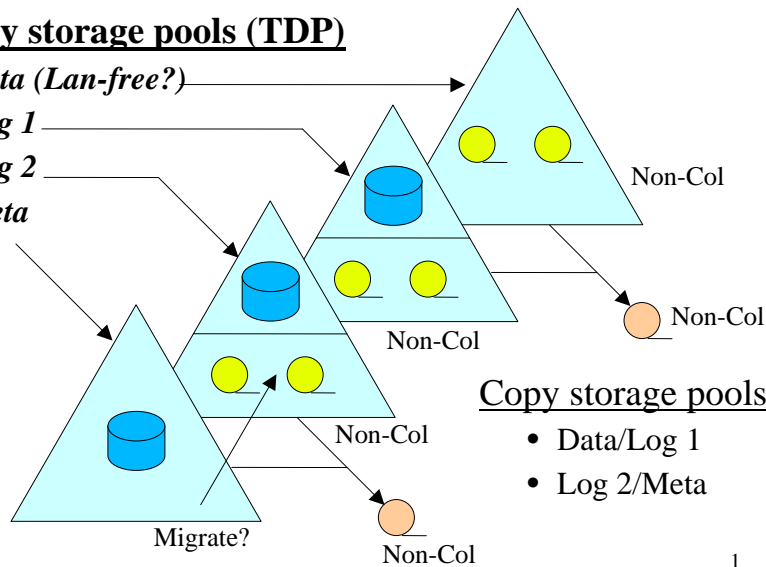 y storage pools (TDP)
ta (Lan-free?)
g 1
g 2
eta
Non-Col
Non-Col
Non-Col
Copy storage pools
Non-Col
• Data/Log 1
• Log 2/Meta
Migrate?
Non-Col
1